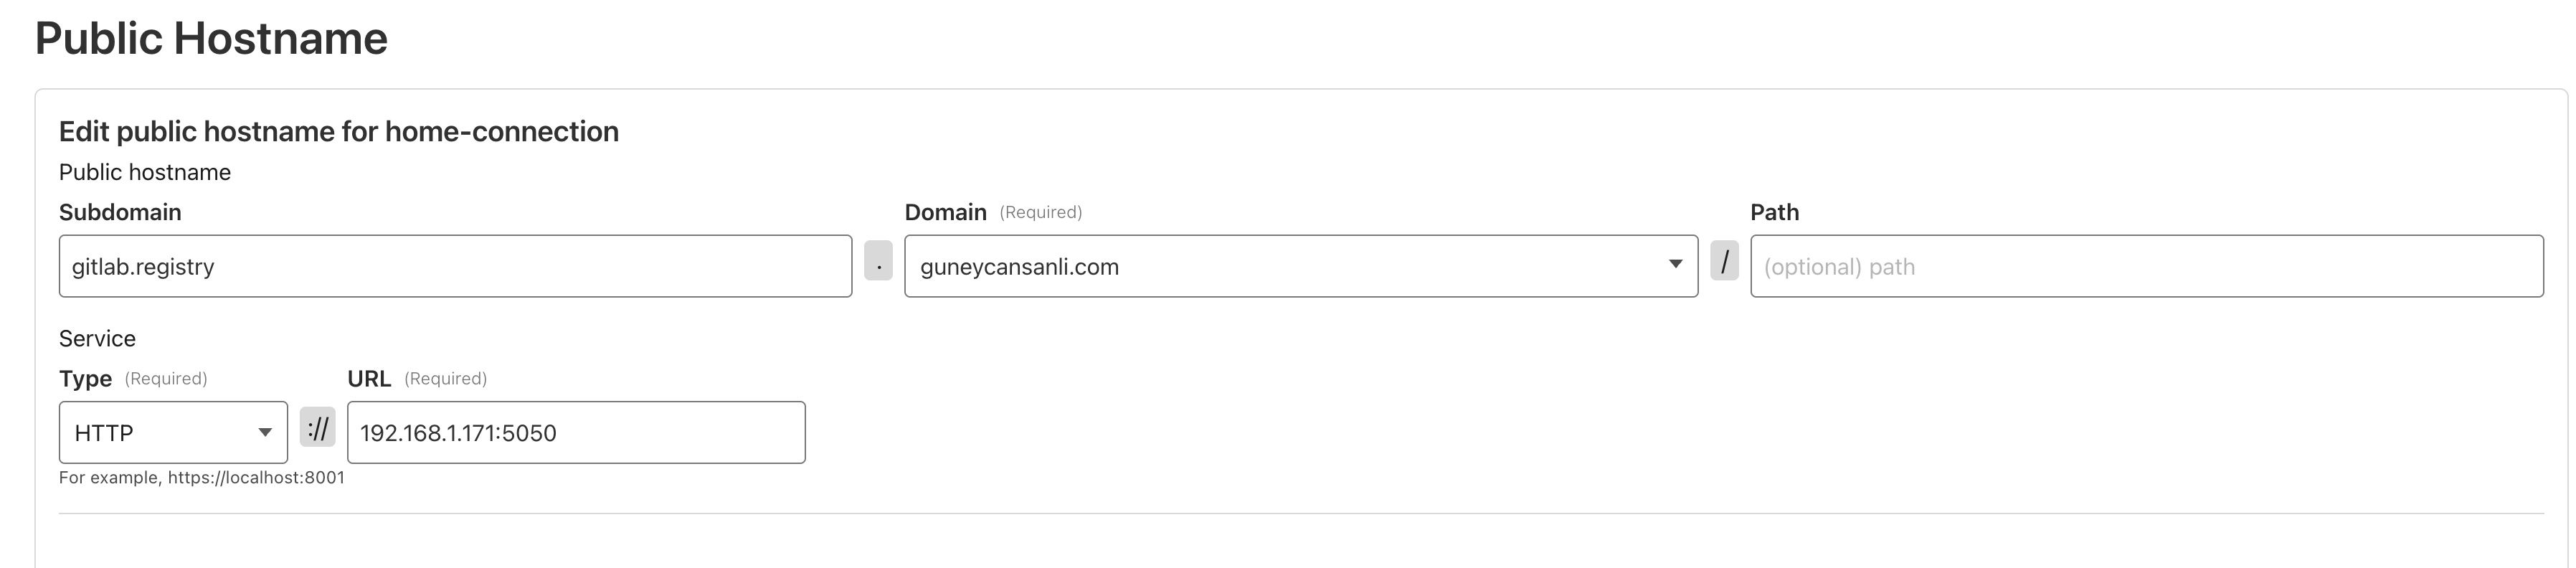 Public Hostname
Edit public hostname for home-connection
Public hostname
Subdomain
Domain (Required)
Path
gitlab.registry
.
guneycansanli.com
/
(optional) path
Service
Type (Required)
URL (Required)
HTTP
://
192.168.1.171:5050
For example, https://localhost:8001